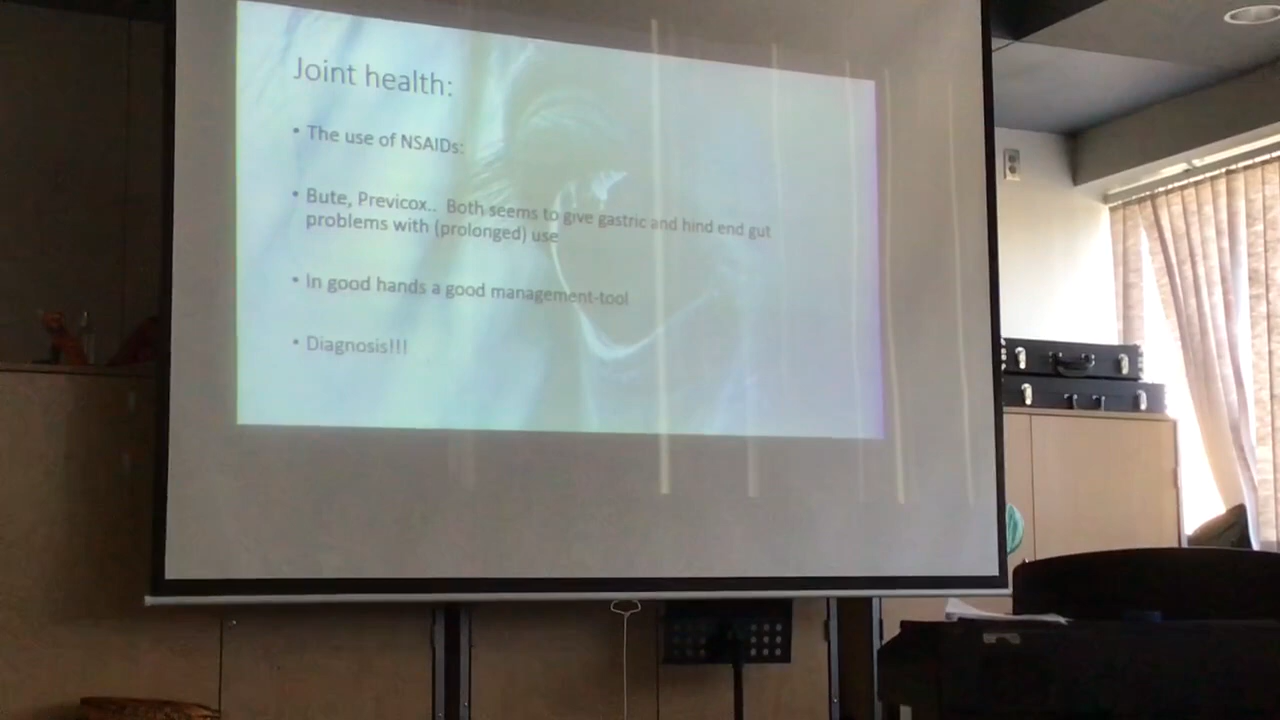 Joint health:
• The use of NSAIDs:
• Bute, Previcox.. Both seems to give gastric and hind end gut
problems with (prolonged) use
• In good hands a good management-tool
• Diagnosis!!!